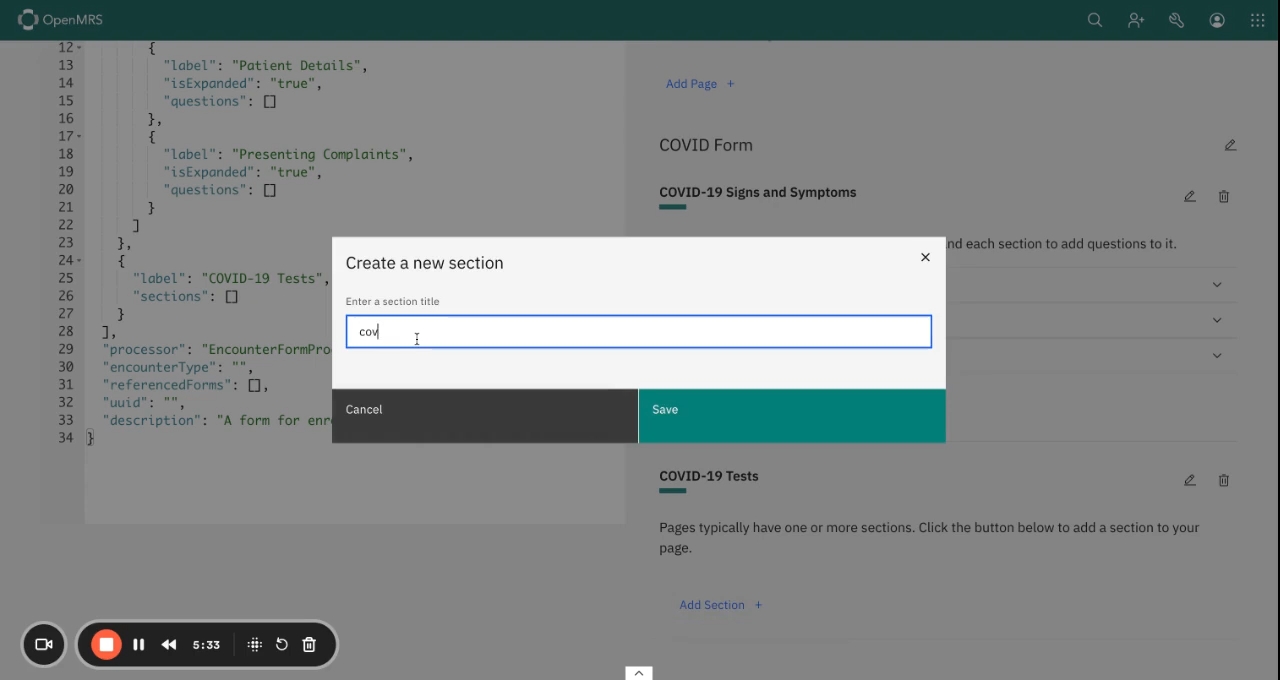 OpenMRS
12 {
13 "label": "Patient Details",
14 "isExpanded": "true",
15 "questions": []
16 },
17 {
18 "label": "Presenting Complaints",
19 "isExpanded": "true",
20 "questions": []
21 }
22 ]
23 },
24 {
25 "label": "COVID-19 Tests",
26 "sections": []
27 }
28 ],
29 "processor": "EncounterFormPro
30 "encounterType": "",
31 "referencedForms": [],
32 "uuid": "",
33 "description": "A form for enr
34 }
Add Page +
COVID Form
COVID-19 Signs and Symptoms
nd each section to add questions to it.
Create a new section
Enter a section title
cov
Cancel
Save
COVID-19 Tests
Pages typically have one or more sections. Click the button below to add a section to your
page.
Add Section +
5:33